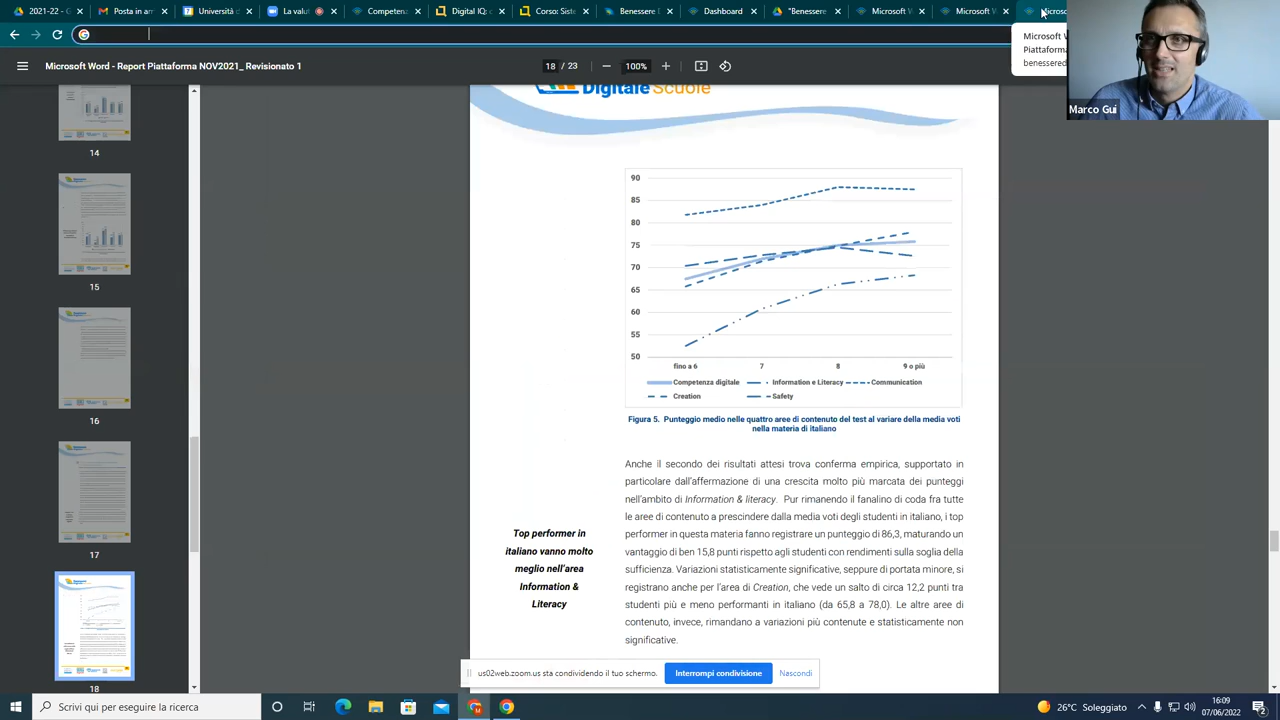 2021-22 - C
Posta in arr
Università d
La valut
Competenz
Digital IQ: e
Corso: Siste
"Benessere
Microsoft W
Microsoft W
Microsoft
Microsoft W
Piattaforma
benessered
Microsoft Word - Report Piattaforma NOV2021_ Revisionato 1
18 / 23
100%
Marco Gui
14
15
16
17
18
Digitale Scuole
90
85
80
75
70
65
60
55
50
fino a 6
7
8
9 o più
Competenza digitale
Information e Literacy
Communication
Creation
Safety
Figura 5. Punteggio medio nelle quattro aree di contenuto del test al variare della media voti
nella materia di italiano
Anche il secondo dei risultati attesi trova conferma empirica, supportato in
particolare dall'affermazione di una crescita molto più marcata dei punteggi
nell'ambito di Information & literacy. Pur rimanendo il fanalino di coda fra tutte
le aree di contenuto a prescindere dalla media voti degli studenti in italiano, i top
performer in questa materia fanno registrare un punteggio di 86,3, maturando un
vantaggio di ben 15,8 punti rispetto agli studenti con rendimenti sulla soglia della
sufficienza. Variazioni statisticamente significative, seppure di portata minore, si
registrano anche per l'area di Creation, che vede un salto di circa 12,2 punti tra
studenti più e meno performanti in italiano (da 65,8 a 78,0). Le altre aree di
contenuto, invece, rimandano a variazioni più contenute e statisticamente non
significative.
Top performer in
italiano vanno molto
meglio nell'area
Information &
Literacy
us02web.zoom.us sta condividendo il tuo schermo.
Interrompi condivisione
Nascondi
Scrivi qui per eseguire la ricerca
26°C Soleggiato
16:09
07/06/2022
2